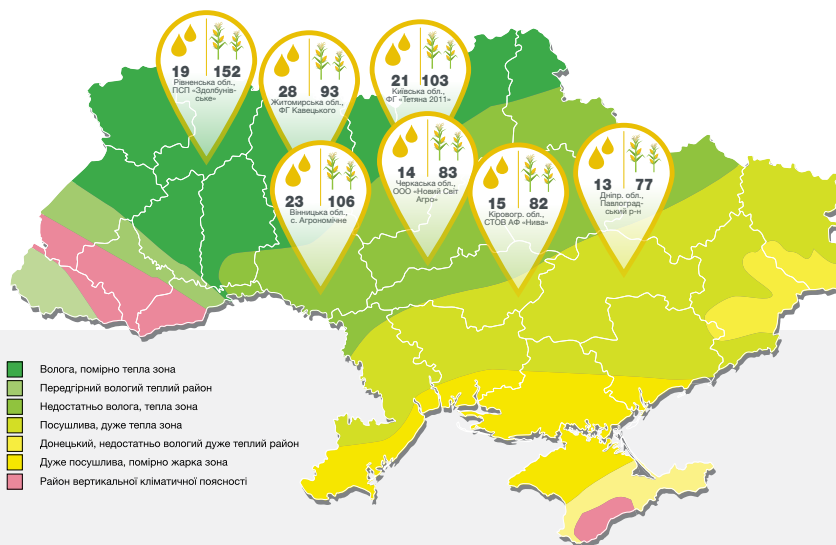 19 152
Рівненська обл.,
ПСП «Здолбунів-
ське»
28 93
Житомирська обл.,
ФГ Кавецького
21 103
Київська обл.,
ФГ «Тетяна 2011»
23 106
Вінницька обл.,
с. Агрономічне
14 83
Черкаська обл.,
ООО «Новий Світ
Агро»
15 82
Кіровогр. обл.,
СТОВ АФ «Нива»
13 77
Дніпр. обл.,
Павлоград-
ський р-н
Волога, помірно тепла зона
Передгірний вологий теплий район
Недостатньо волога, тепла зона
Посушлива, дуже тепла зона
Донецький, недостатньо вологий дуже теплий район
Дуже посушлива, помірно жарка зона
Район вертикальної кліматичної поясності